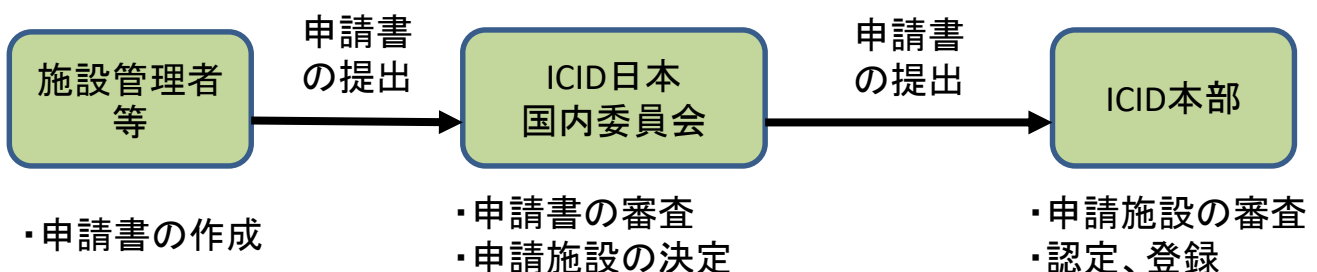 施設管理者
等
申請書
の提出
ICID日本
国内委員会
申請書
の提出
ICID本部
・申請書の作成
・申請書の審査
・申請施設の決定
・申請施設の審査
・認定、登録